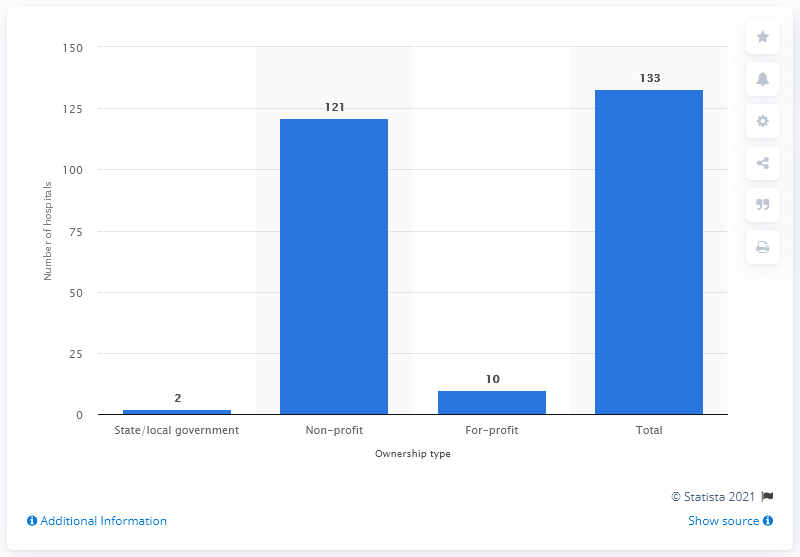 150
125
100
75
50
25
0
Number of hospitals
2
121
10
133
State/local government
Non-profit
For-profit
Total
Ownership type
© Statista 2021
Additional Information
Show source